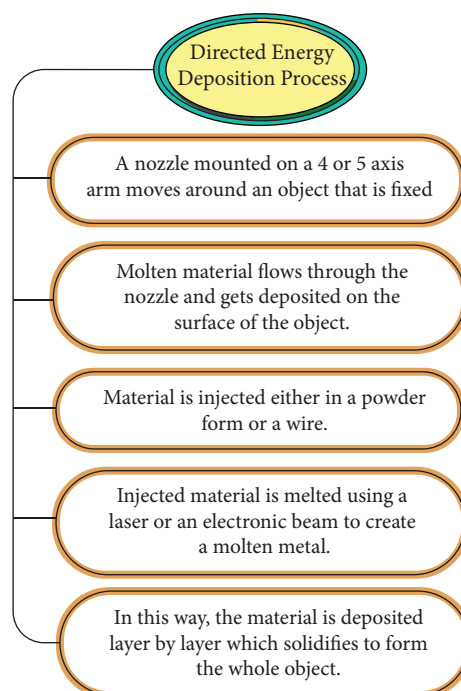 Directed Energy
Deposition Process
A nozzle mounted on a 4 or 5 axis
arm moves around an object that is fixed
Molten material flows through the
nozzle and gets deposited on the
surface of the object.
Material is injected either in a powder
form or a wire.
Injected material is melted using a
laser or an electronic beam to create
a molten metal.
In this way, the material is deposited
layer by layer which solidifies to form
the whole object.